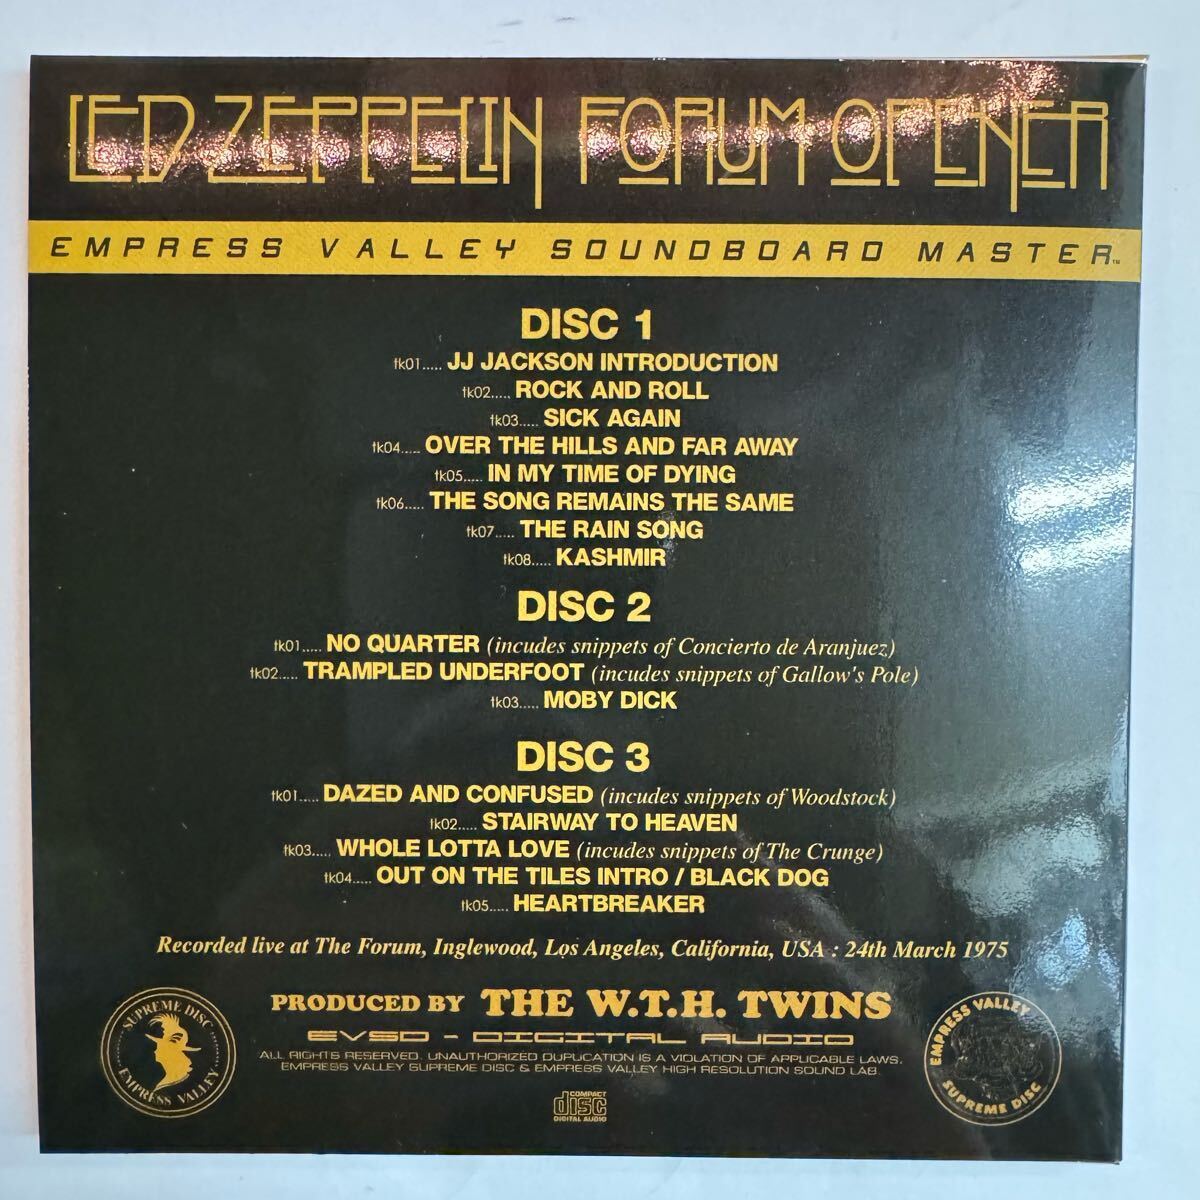 LED ZEPPELIN FORUM OPENER
EMPRESS VALLEY SOUNDBOARD MASTER™
DISC 1
tk01..... JJ JACKSON INTRODUCTION
tk02..... ROCK AND ROLL
tk03..... SICK AGAIN
tk04..... OVER THE HILLS AND FAR AWAY
tk05..... IN MY TIME OF DYING
tk06..... THE SONG REMAINS THE SAME
tk07..... THE RAIN SONG
tk08..... KASHMIR
DISC 2
tk01..... NO QUARTER (incudes snippets of Concierto de Aranjuez)
tk02..... TRAMPLED UNDERFOOT (incudes snippets of Gallow's Pole)
tk03..... MOBY DICK
DISC 3
tk01..... DAZED AND CONFUSED (incudes snippets of Woodstock)
tk02..... STAIRWAY TO HEAVEN
tk03..... WHOLE LOTTA LOVE (incudes snippets of The Crunge)
tk04..... OUT ON THE TILES INTRO / BLACK DOG
tk05..... HEARTBREAKER
Recorded live at The Forum, Inglewood, Los Angeles, California, USA : 24th March 1975
PRODUCED BY THE W.T.H. TWINS
EVSD - DIGITAL AUDIO
ALL RIGHTS RESERVED. UNAUTHORIZED DUPLICATION IS A VIOLATION OF APPLICABLE LAWS.
EMPRESS VALLEY SUPREME DISC & EMPRESS VALLEY HIGH RESOLUTION SOUND LAB.
SUPREME DISC
EMPRESS VALLEY
EMPRESS VALLEY
SUPREME DISC
COMPACT
disc
DIGITAL AUDIO